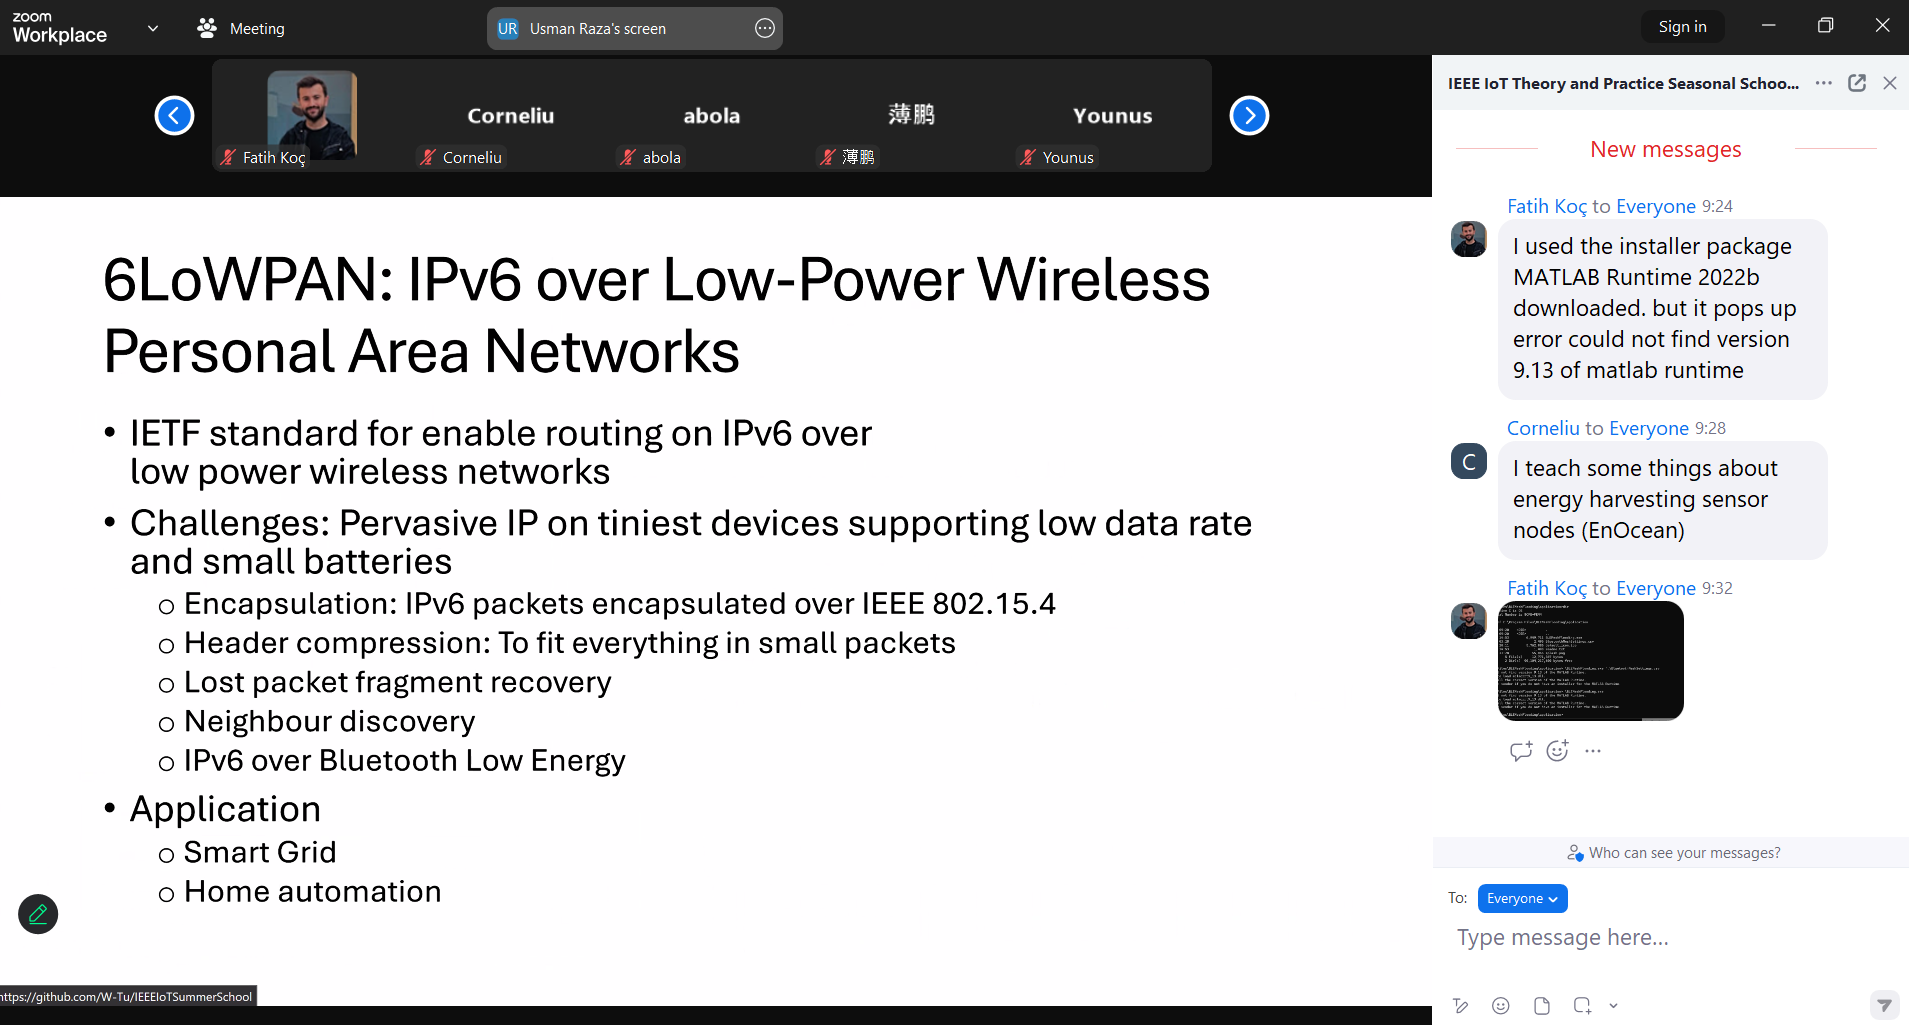 zoom
Workplace
Meeting
UR Usman Raza's screen
Sign in
Corneliu
abola
薄鹏
Younus
Fatih Koç
Corneliu
abola
薄鹏
Younus
6LoWPAN: IPv6 over Low-Power Wireless
Personal Area Networks
• IETF standard for enable routing on IPv6 over
low power wireless networks
• Challenges: Pervasive IP on tiniest devices supporting low data rate
and small batteries
o Encapsulation: IPv6 packets encapsulated over IEEE 802.15.4
o Header compression: To fit everything in small packets
o Lost packet fragment recovery
o Neighbour discovery
o IPv6 over Bluetooth Low Energy
• Application
o Smart Grid
o Home automation
https://github.com/W-Tu/IEEEIoTSummerSchool
IEEE IoT Theory and Practice Seasonal Schoo...
New messages
Fatih Koç to Everyone 9:24
I used the installer package
MATLAB Runtime 2022b
downloaded. but it pops up
error could not find version
9.13 of matlab runtime
Corneliu to Everyone 9:28
C
I teach some things about
energy harvesting sensor
nodes (EnOcean)
Fatih Koç to Everyone 9:32
Who can see your messages?
To: Everyone
Type message here...